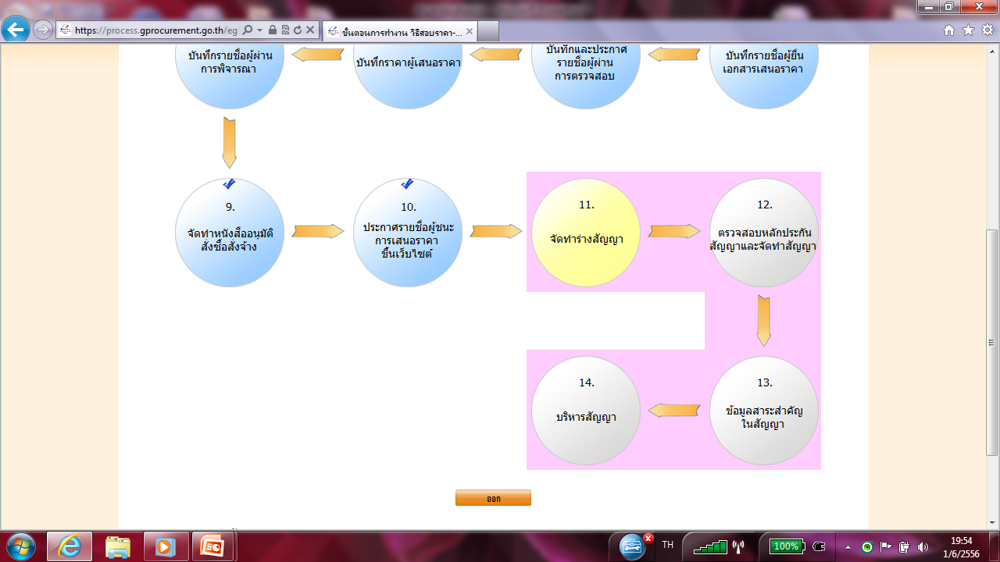 https://process.gprocurement.go.th/eg
ขั้นตอนการทำงาน วิธีสอบราคา-...
บันทึกรายชื่อผู้ผ่าน
การพิจารณา
บันทึกราคาผู้เสนอราคา
บันทึกและประกาศ
รายชื่อผู้ผ่าน
การตรวจสอบ
บันทึกรายชื่อผู้ยื่น
เอกสารเสนอราคา
9.
จัดทำหนังสืออนุมัติ
สั่งซื้อสั่งจ้าง
10.
ประกาศรายชื่อผู้ชนะ
การเสนอราคา
ขึ้นเว็บไซต์
11.
จัดทำร่างสัญญา
12.
ตรวจสอบหลักประกัน
สัญญาและจัดทำสัญญา
14.
บริหารสัญญา
13.
ข้อมูลสาระสำคัญ
ในสัญญา
ออก
TH
100%
19:54
1/6/2556